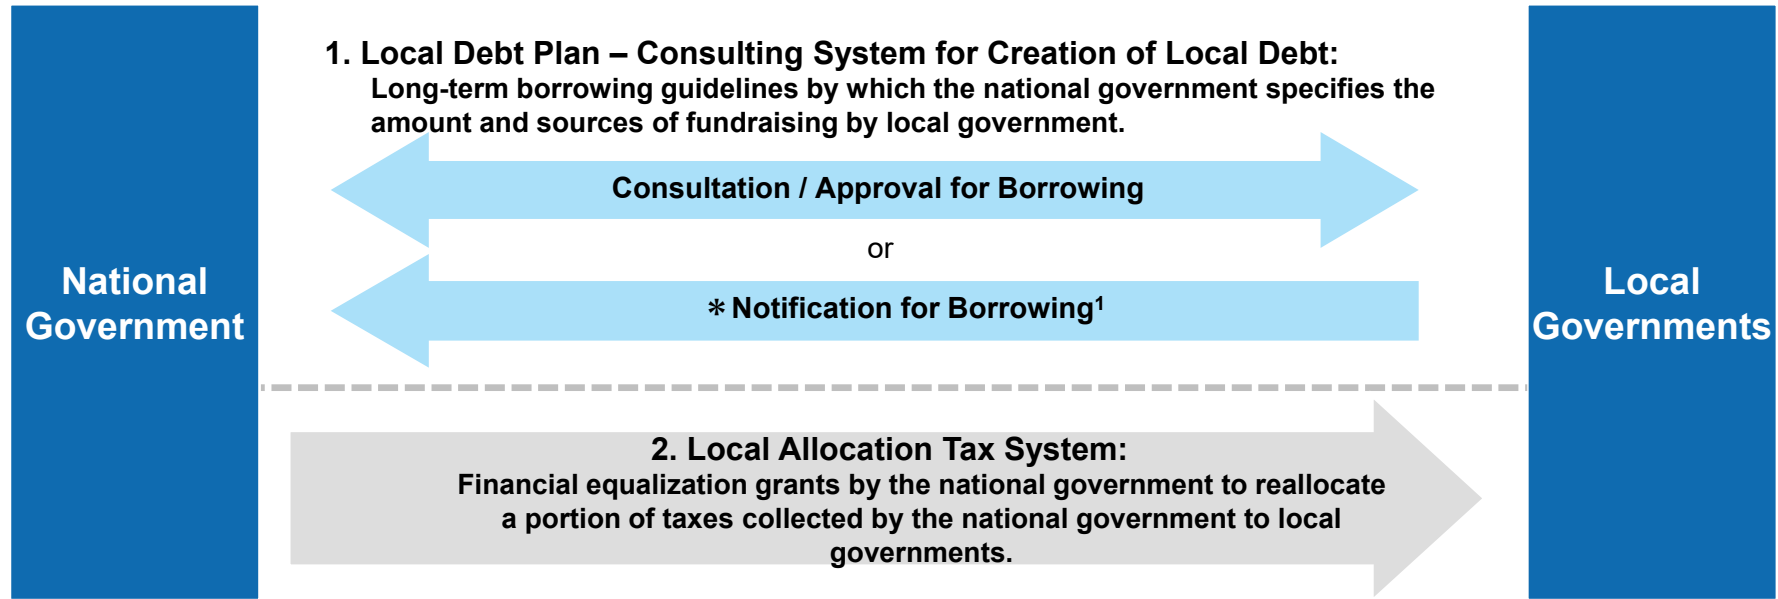 1. Local Debt Plan – Consulting System for Creation of Local Debt:
Long-term borrowing guidelines by which the national government specifies the
amount and sources of fundraising by local government.
Consultation / Approval for Borrowing
or
National
Government
*Notification for Borrowing¹
Local
Governments
2. Local Allocation Tax System:
Financial equalization grants by the national government to reallocate
a portion of taxes collected by the national government to local
governments.